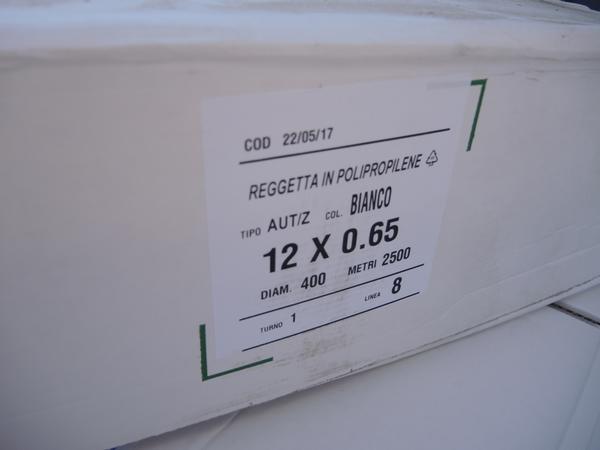 COD 22/05/17
REGGETTA IN POLIPROPILENE
TIPO AUT/Z COL. BIANCO
12 X 0.65
DIAM. 400 METRI 2500
TURNO 1 LINEA 8